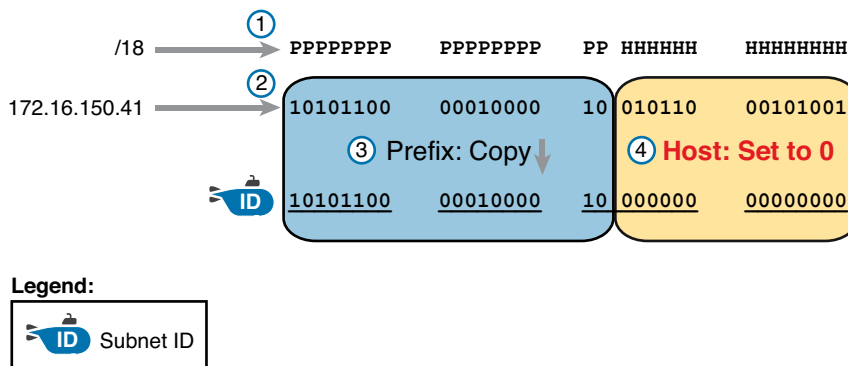 1
/18 PPPPPPPP PPPPPPPP PP HHHHHH HHHHHHHH
2
172.16.150.41 10101100 00010000 10 010110 00101001
3 Prefix: Copy 4 Host: Set to 0
ID 10101100 00010000 10 000000 00000000
Legend:
ID Subnet ID